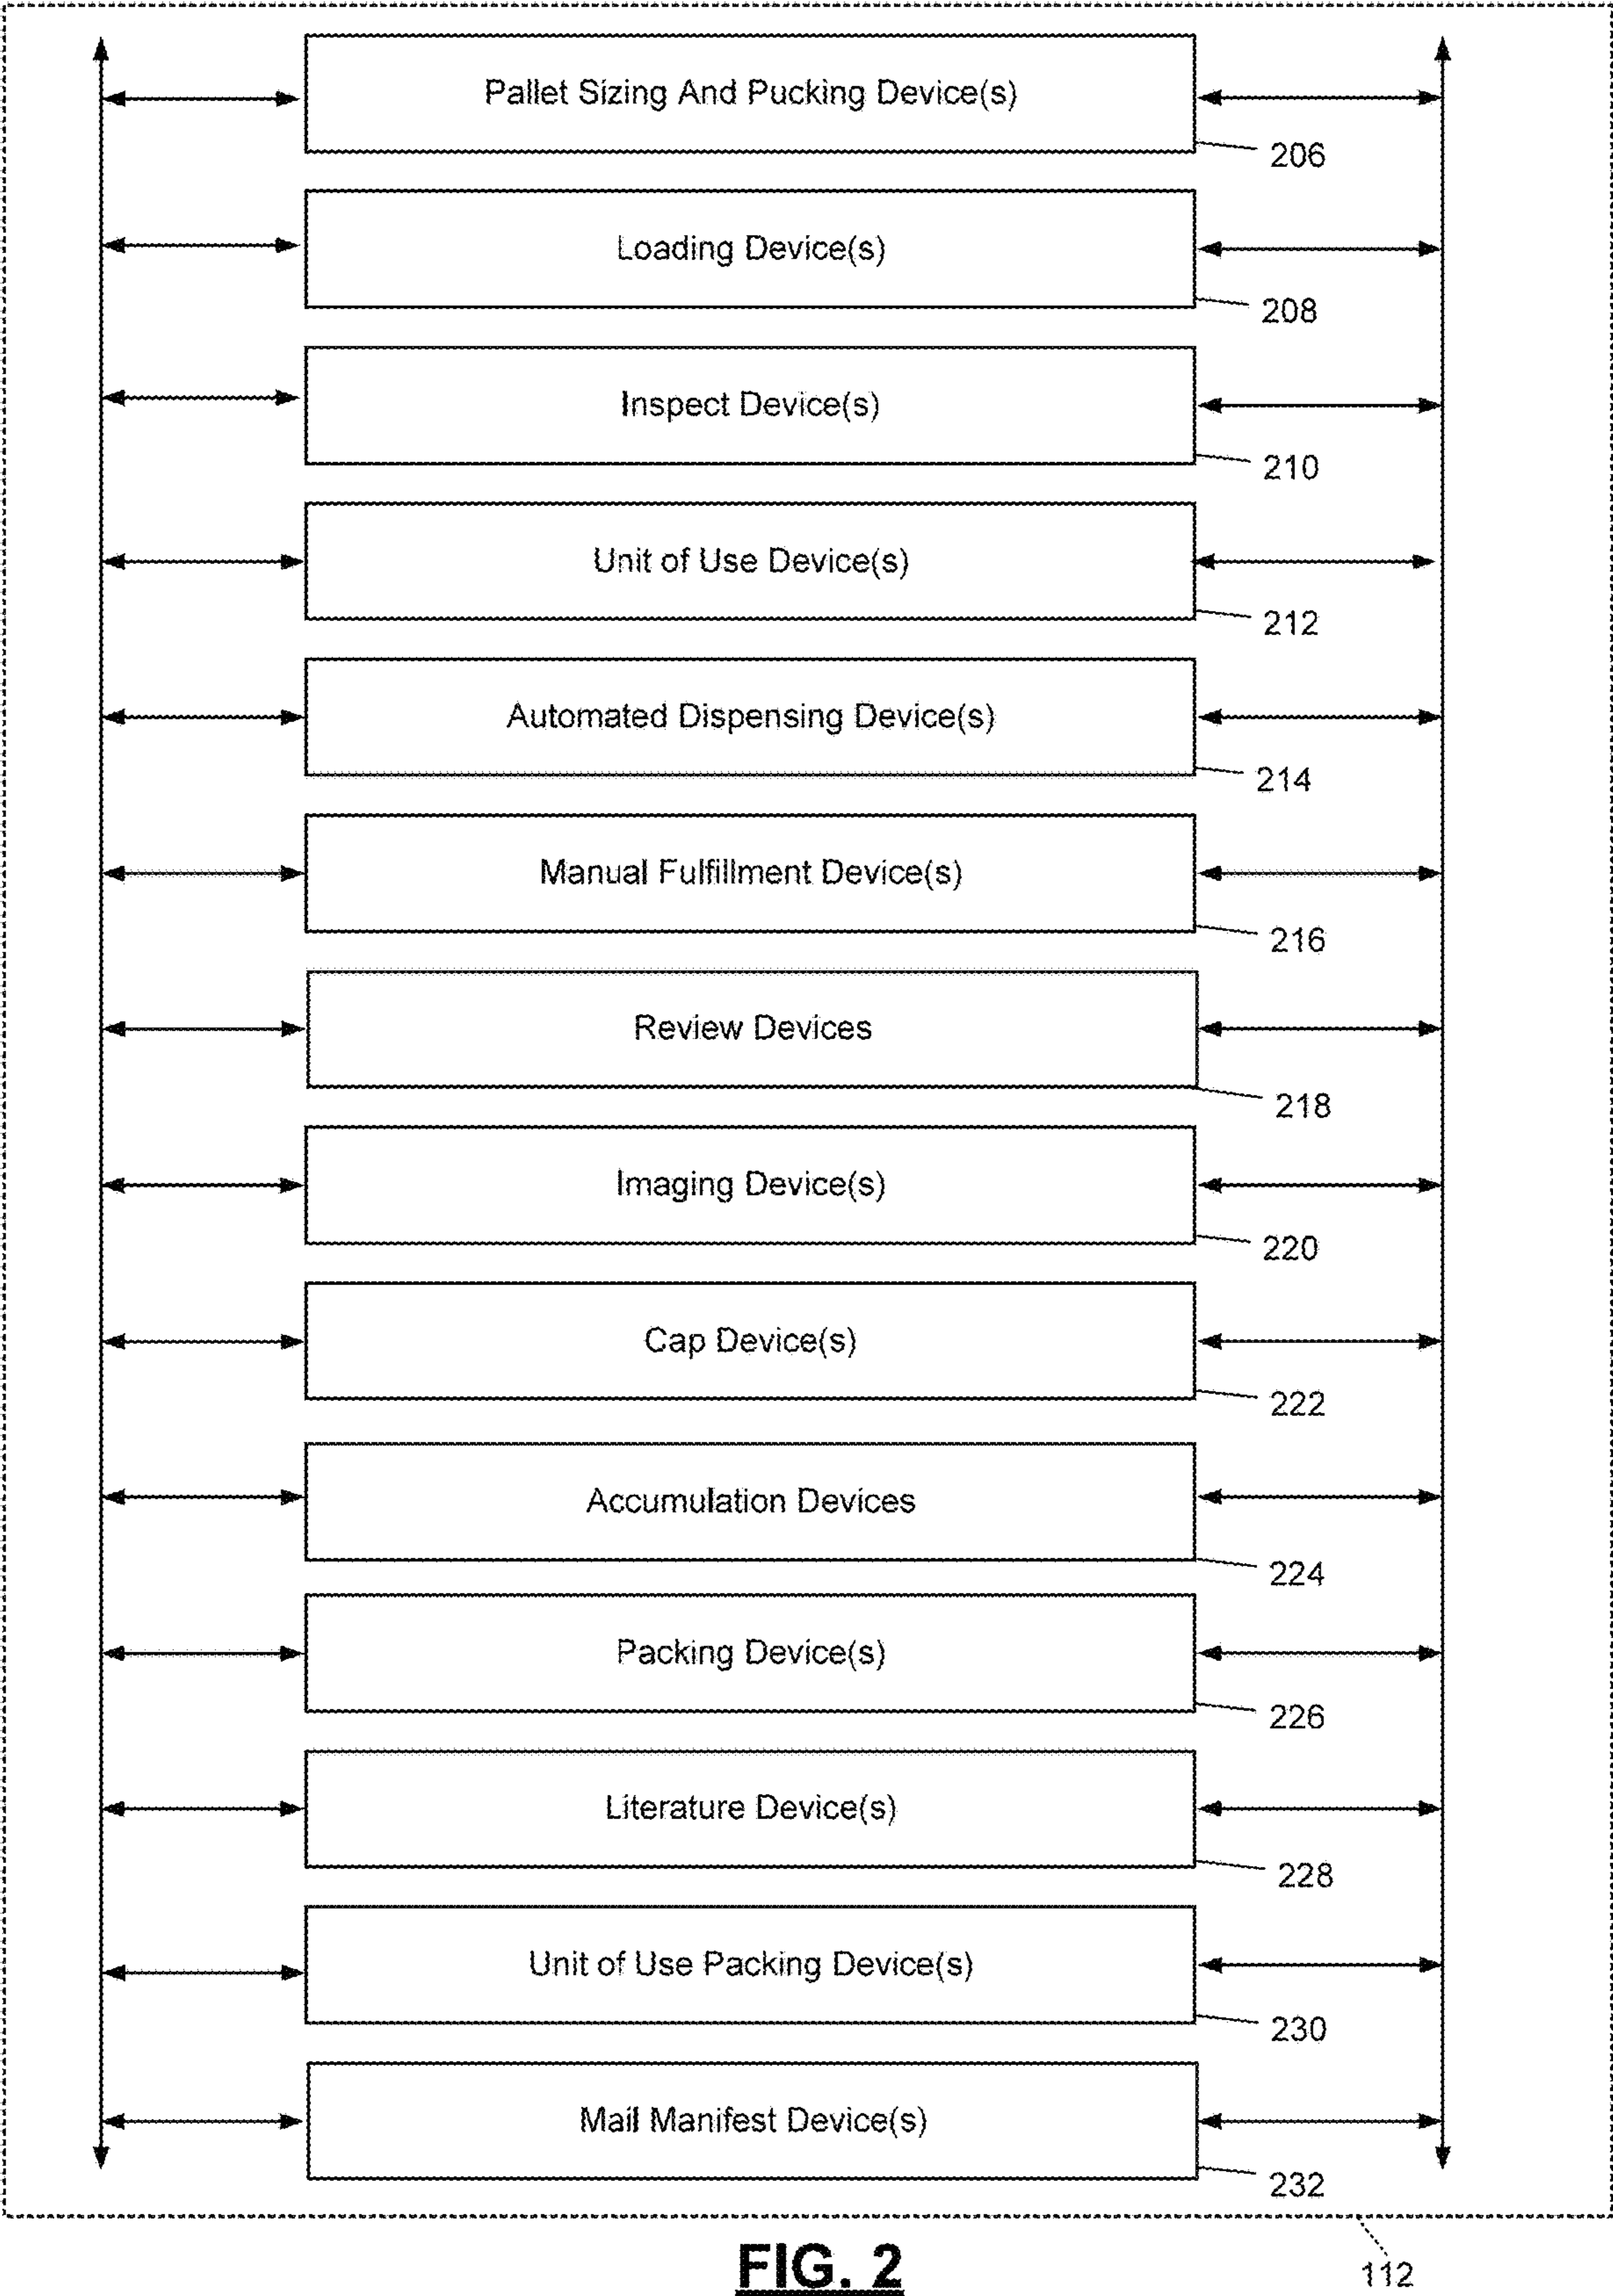 Pallet Sizing And Pucking Device(s)
206
Loading Device(s)
208
Inspect Device(s)
210
Unit of Use Device(s)
212
Automated Dispensing Device(s)
214
Manual Fulfillment Device(s)
216
Review Devices
218
Imaging Device(s)
220
Cap Device(s)
222
Accumulation Devices
224
Packing Device(s)
226
Literature Device(s)
228
Unit of Use Packing Device(s)
230
Mail Manifest Device(s)
232
112
FIG. 2